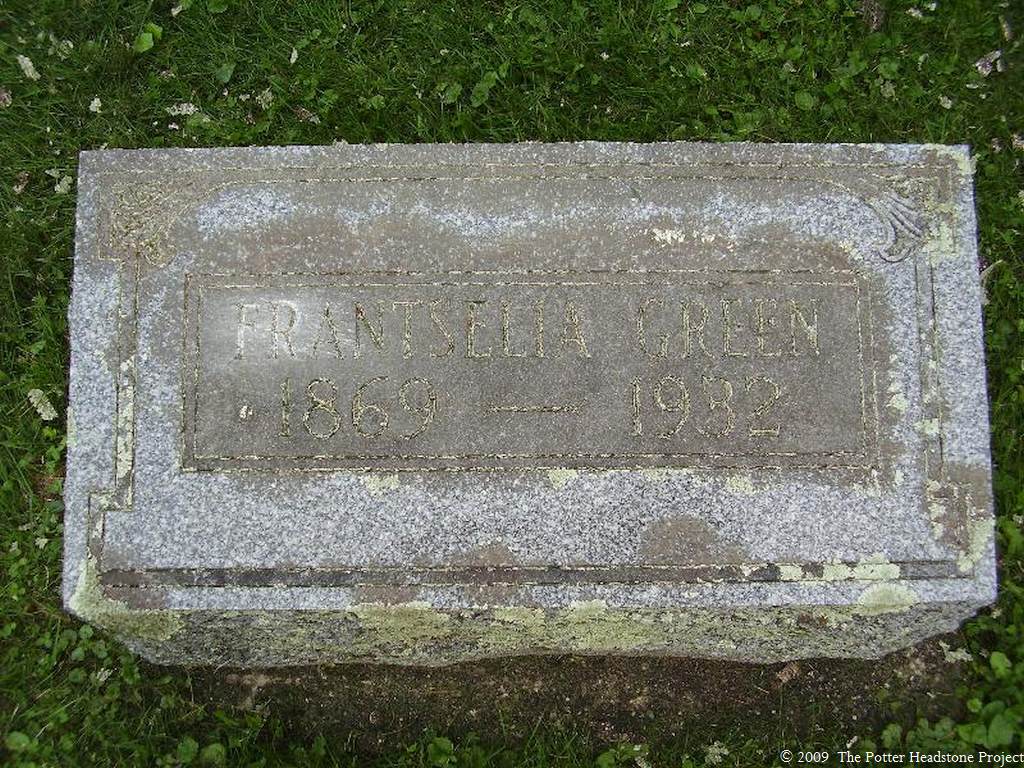 FRANTSELIA GREEN
1869 — 1932
© 2009 The Potter Headstone Project